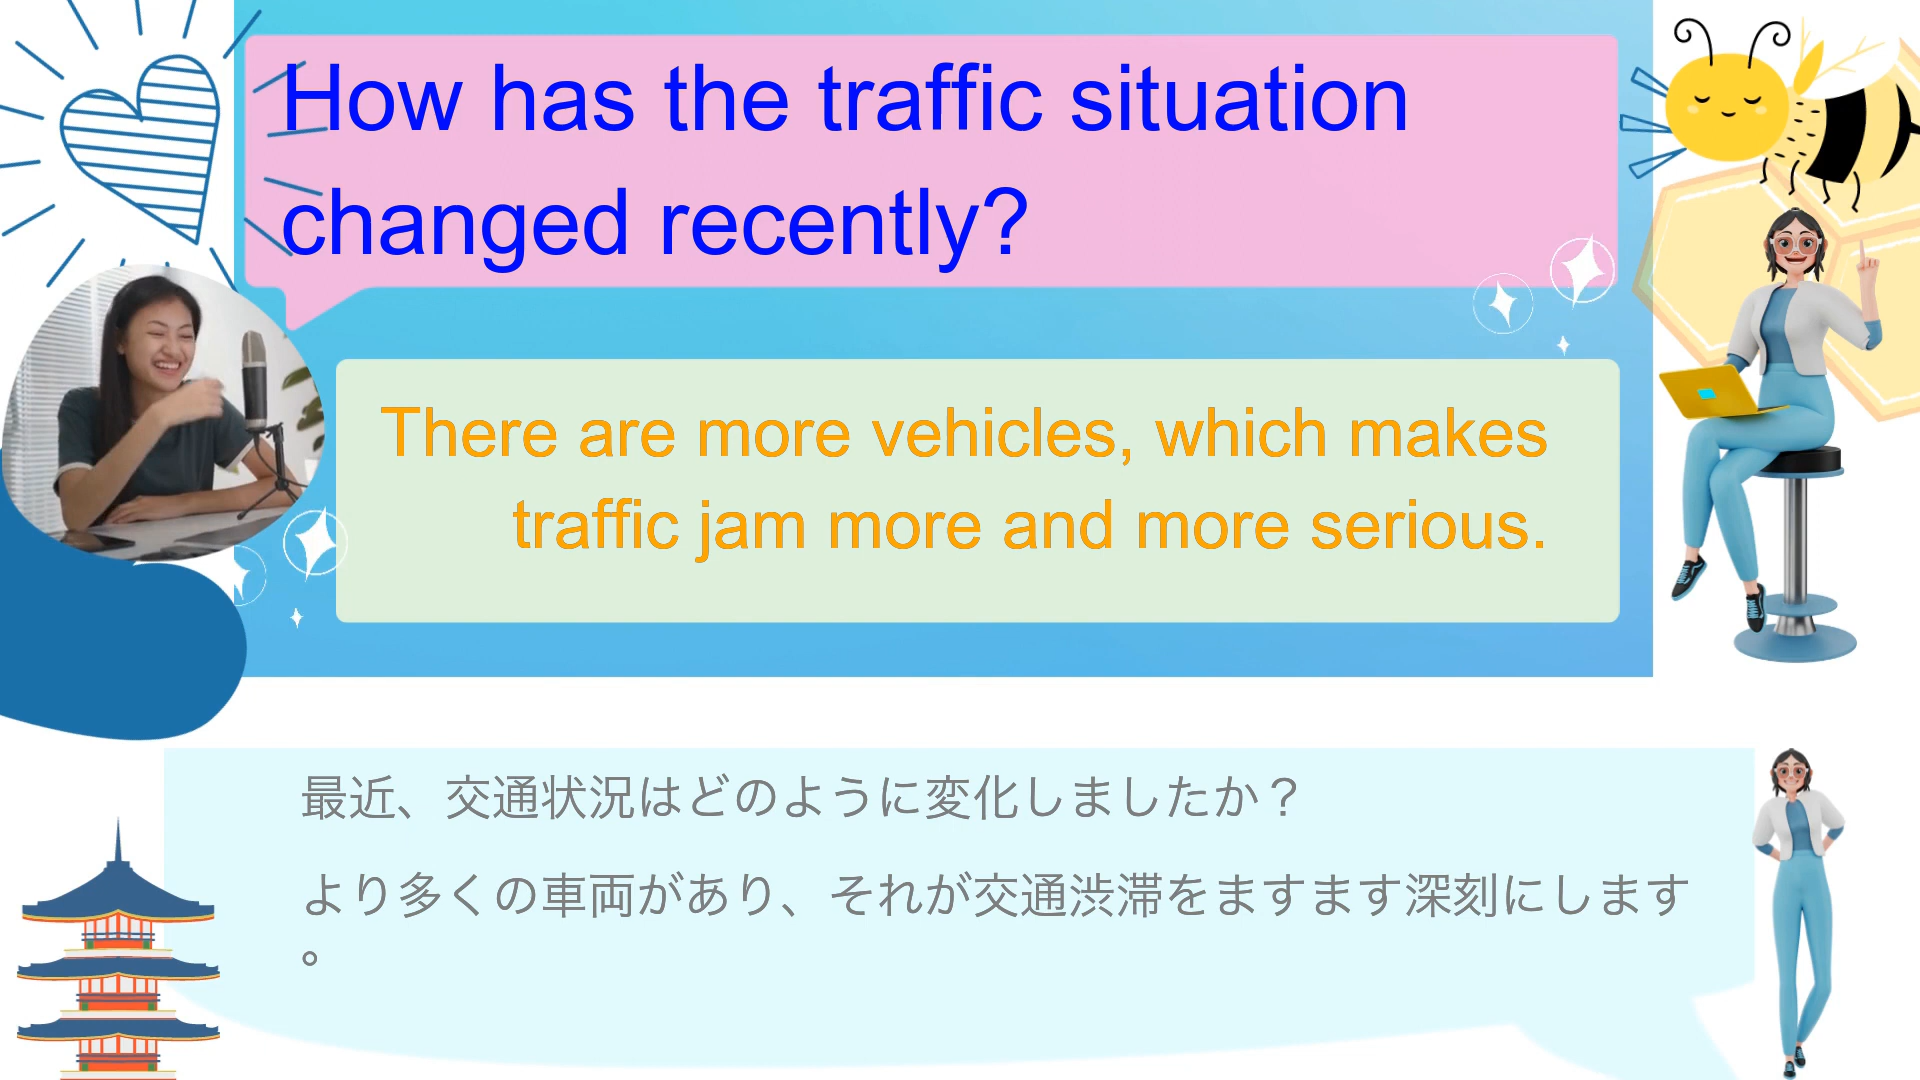 How has the traffic situation
changed recently?
There are more vehicles, which makes
traffic jam more and more serious.
最近、交通状況はどのように変化しましたか？
より多くの車両があり、それが交通渋滞をますます深刻にします
。